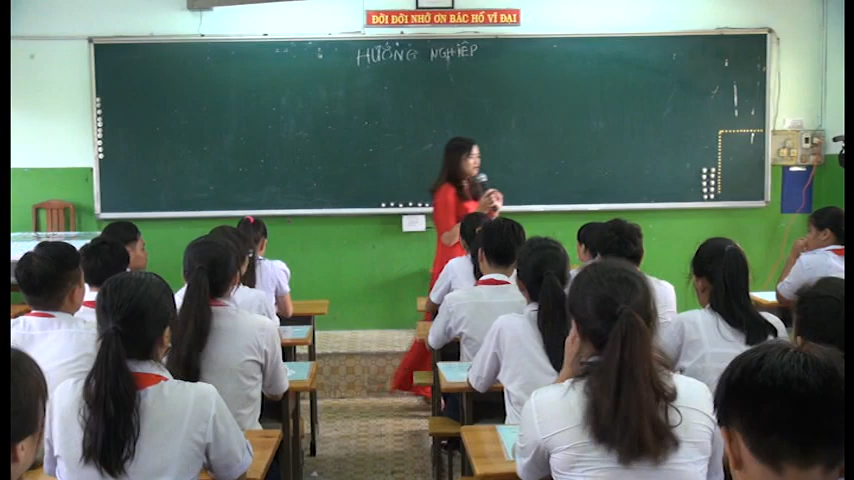 ĐỜI ĐỜI NHỚ ƠN BÁC HỒ VĨ ĐẠI
HƯỚNG NGHIỆP